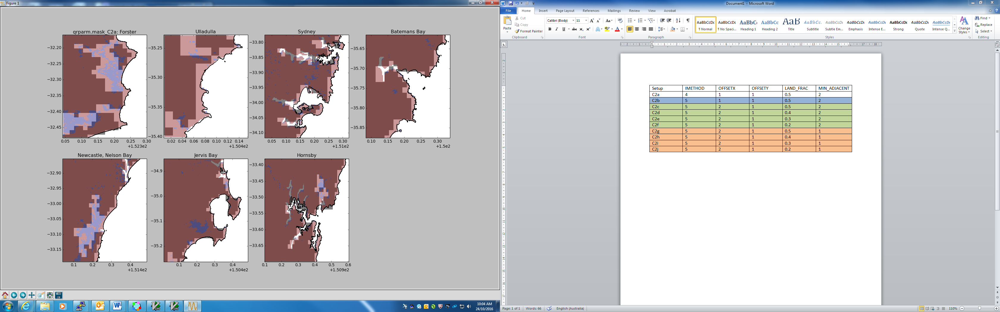 Figure 1
qrparm.mask_C2a: Forster
Ulladulla
Sydney
Batemans Bay
−32.20
−32.25
−32.30
−32.35
−32.40
−32.45
0.05 0.10 0.15 0.20 0.25 0.30
+1.523e2
−35.25
−35.30
−35.35
−35.40
0.02 0.04 0.06 0.08 0.10 0.12 0.14
+1.504e2
−33.80
−33.85
−33.90
−33.95
−34.00
−34.05
−34.10
0.05 0.10 0.15 0.20 0.25 0.30
+1.51e2
−35.65
−35.70
−35.75
−35.80
−35.85
0.10 0.15 0.20 0.25 0.30
+1.5e2
Newcastle, Nelson Bay
Jervis Bay
Hornsby
−32.90
−32.95
−33.00
−33.05
−33.10
−33.15
0.1 0.2 0.3 0.4
+1.514e2
−34.9
−35.0
−35.1
−35.2
0.1 0.2 0.3 0.4
+1.504e2
−33.40
−33.45
−33.50
−33.55
−33.60
−33.65
0.1 0.2 0.3 0.4 0.5 0.6
+1.509e2
10:04 AM
24/10/2016
Document1 - Microsoft Word
File Home Insert Page Layout References Mailings Review View Acrobat
Paste
Cut
Copy
Format Painter
Clipboard
Calibri (Body) 11
Font
Paragraph
AaBbCcDc AaBbCcDc AaBbC AaBbCc AaB AaBbCc. AaBbCcDc AaBbCcDc AaBbCcDc AaBbCcDc AaBbCcDc AaBbCcDc
¶ Normal ¶ No Spaci... Heading 1 Heading 2 Title Subtitle Subtle Em... Emphasis Intense E... Strong Quote Intense Q...
Styles
Change Styles
Find
Replace
Select
Editing
Setup IMETHOD OFFSETX OFFSETY LAND_FRAC MIN_ADJACENT
C2a 4 1 1 0.5 2
C2b 5 1 1 0.5 2
C2c 5 2 1 0.5 2
C2d 5 2 1 0.4 2
C2e 5 2 1 0.3 2
C2f 5 2 1 0.2 2
C2g 5 2 1 0.5 1
C2h 5 2 1 0.4 1
C2i 5 2 1 0.3 1
C2j 5 2 1 0.2 1
Page: 1 of 1 Words: 66 English (Australia) 110%